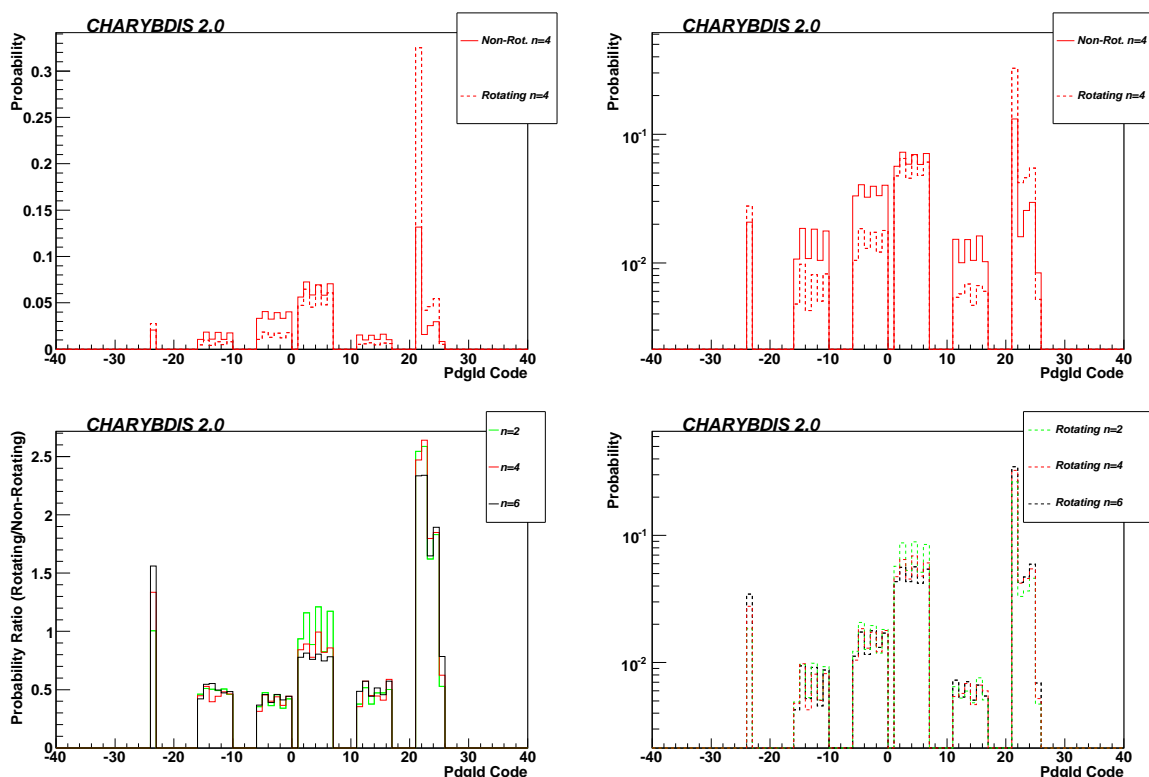 CHARYBDIS 2.0
Probability
0.3
0.25
0.2
0.15
0.1
0.05
0
-40 -30 -20 -10 0 10 20 30 40
PdgId Code
Non-Rot. n=4
Rotating n=4
CHARYBDIS 2.0
Probability
10-1
10-2
-40 -30 -20 -10 0 10 20 30 40
PdgId Code
Non-Rot. n=4
Rotating n=4
CHARYBDIS 2.0
Probability Ratio (Rotating/Non-Rotating)
2.5
2
1.5
1
0.5
0
-40 -30 -20 -10 0 10 20 30 40
PdgId Code
n=2
n=4
n=6
CHARYBDIS 2.0
Probability
10-1
10-2
-40 -30 -20 -10 0 10 20 30 40
PdgId Code
Rotating n=2
Rotating n=4
Rotating n=6